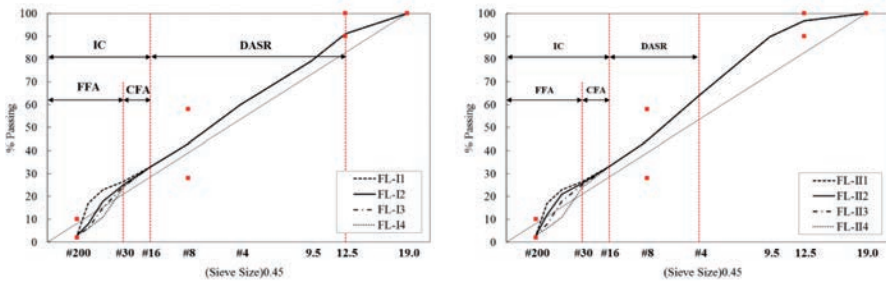 100
90
80
70
60
50
40
30
20
10
0
% Passing
IC
DASR
FFA
CFA
FL-I1
FL-I2
FL-I3
FL-I4
#200
#30
#16
#8
#4
9.5
12.5
19.0
(Sieve Size)0.45
100
90
80
70
60
50
40
30
20
10
0
% Passing
IC
DASR
FFA
CFA
FL-II1
FL-II2
FL-II3
FL-II4
#200
#30
#16
#8
#4
9.5
12.5
19.0
(Sieve Size)0.45